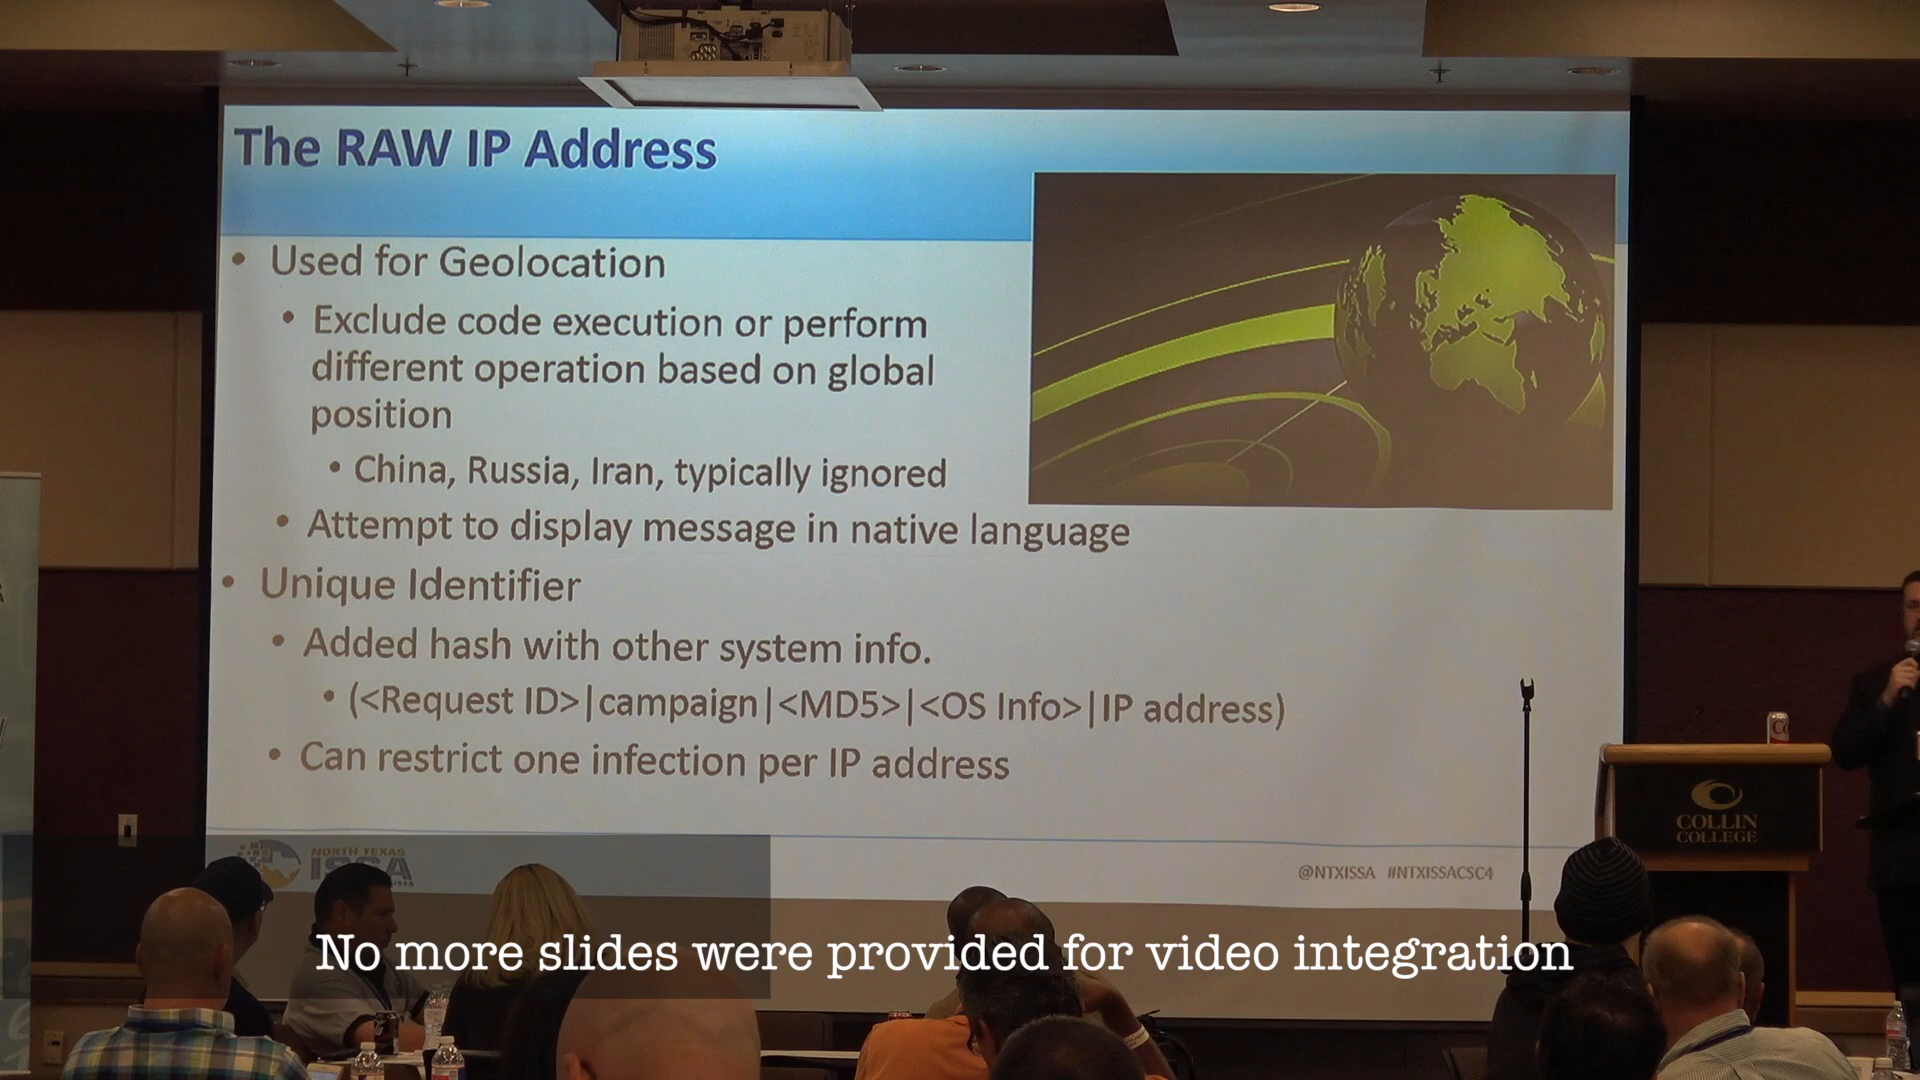 The RAW IP Address
• Used for Geolocation
• Exclude code execution or perform
different operation based on global
position
• China, Russia, Iran, typically ignored
• Attempt to display message in native language
• Unique Identifier
• Added hash with other system info.
• (<Request ID>|campaign|<MD5>|<OS Info>|IP address)
• Can restrict one infection per IP address
NORTH TEXAS
ISSA
@NTXISSA #NTXISSACSC4
COLLIN
COLLEGE
No more slides were provided for video integration